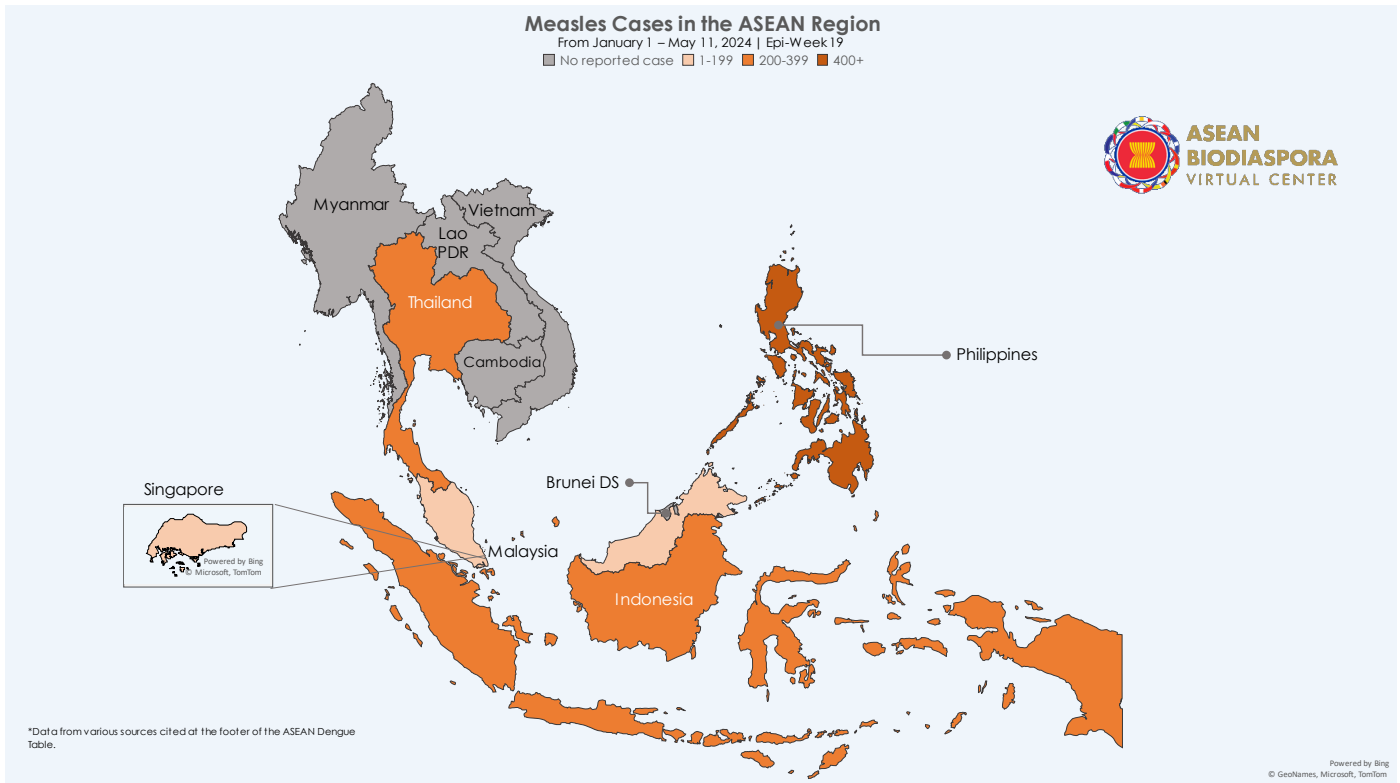 Measles Cases in the ASEAN Region
From January 1 – May 11, 2024 | Epi-Week 19
No reported case 1-199 200-399 400+
ASEAN
BIODIASPORA
VIRTUAL CENTER
Myanmar
Vietnam
Lao
PDR
Thailand
Cambodia
Philippines
Brunei DS
Singapore
Powered by Bing
© Microsoft, TomTom
Malaysia
Indonesia
*Data from various sources cited at the footer of the ASEAN Dengue
Table.
Powered by Bing
© GeoNames, Microsoft, TomTom